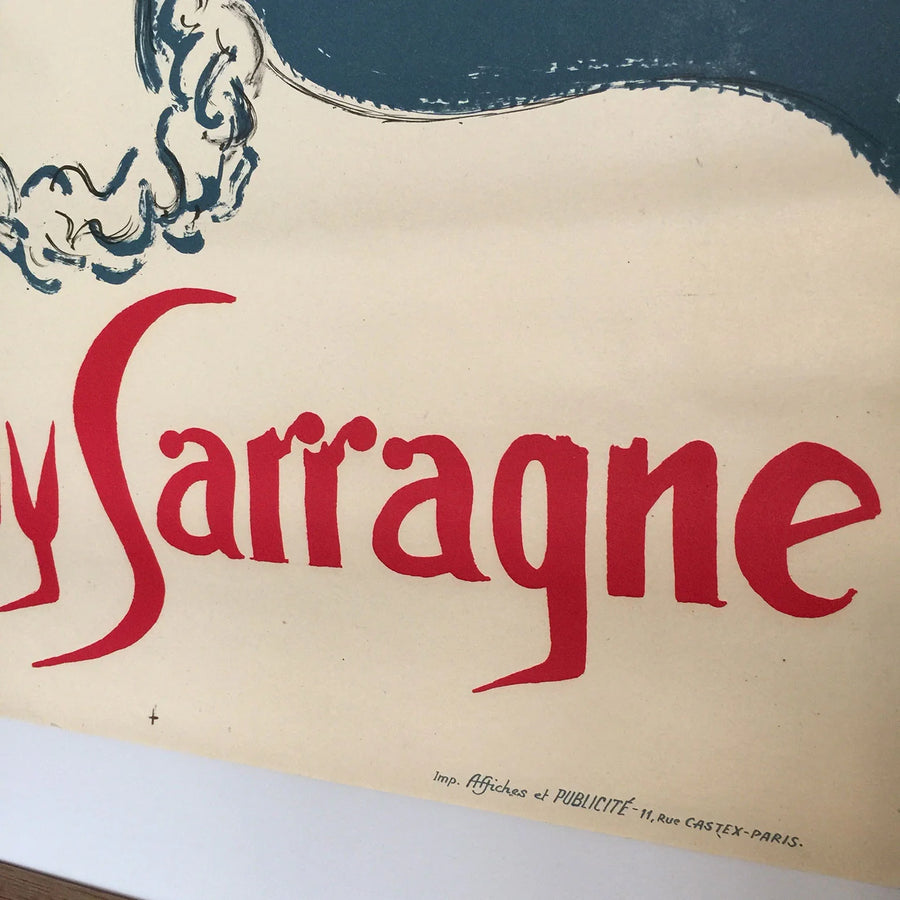 y Sarragne
Imp. Affiches et PUBLICITÉ - 11, Rue CASTEX - PARIS.